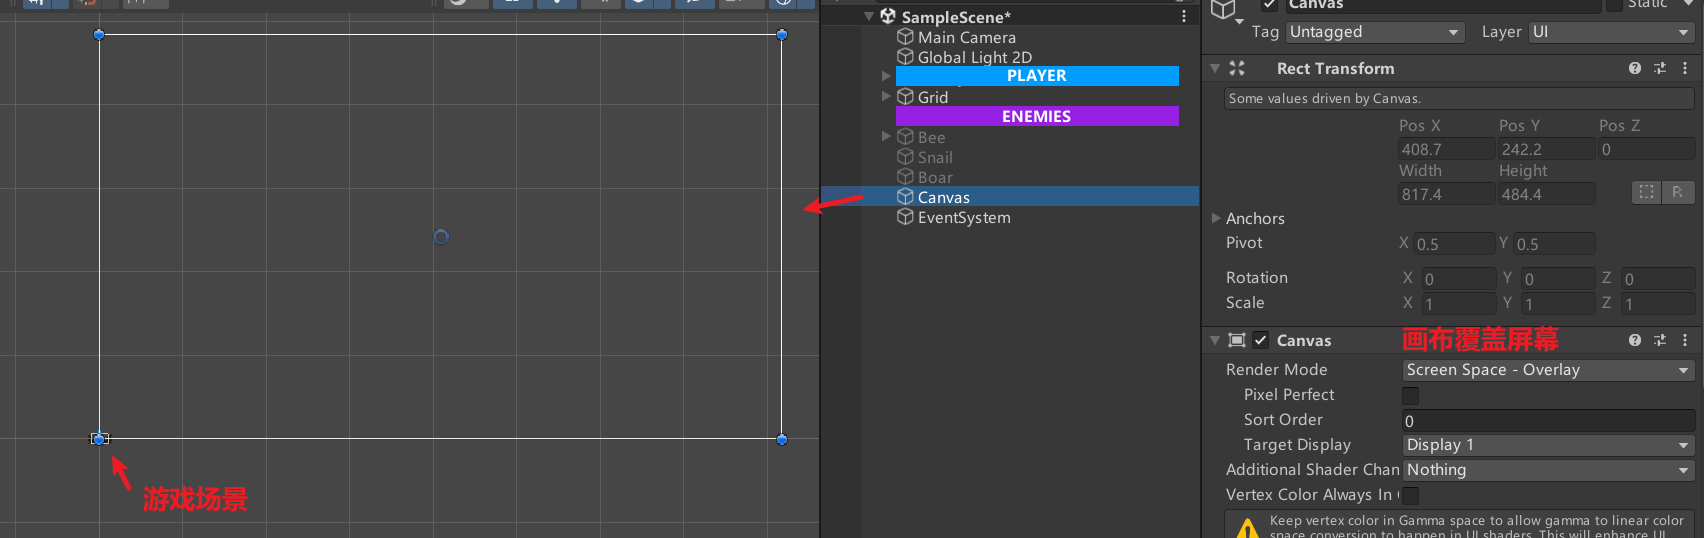 游戏场景
SampleScene*
Main Camera
Global Light 2D
PLAYER
Grid
ENEMIES
Bee
Snail
Boar
Canvas
EventSystem
Canvas
Static
Tag Untagged Layer UI
Rect Transform
Some values driven by Canvas.
Pos X Pos Y Pos Z
408.7 242.2 0
Width Height
817.4 484.4
R
Anchors
Pivot X 0.5 Y 0.5
Rotation X 0 Y 0 Z 0
Scale X 1 Y 1 Z 1
Canvas 画布覆盖屏幕
Render Mode Screen Space - Overlay
Pixel Perfect
Sort Order 0
Target Display Display 1
Additional Shader Chan Nothing
Vertex Color Always In
Keep vertex color in Gamma space to allow gamma to linear color
space conversion to happen in UI shaders. This will enhance UI